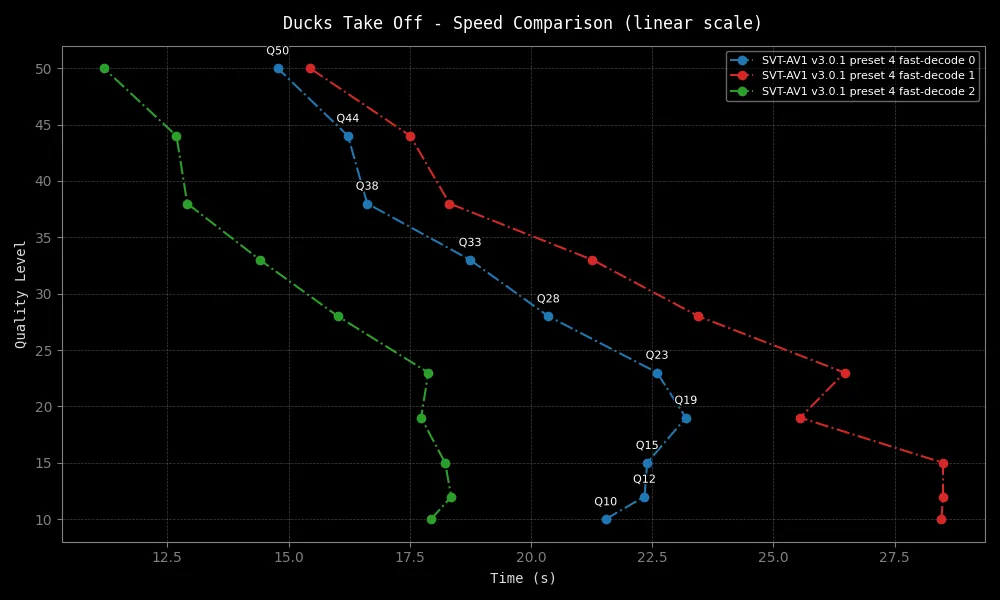 Ducks Take Off - Speed Comparison (linear scale)
SVT-AV1 v3.0.1 preset 4 fast-decode 0
SVT-AV1 v3.0.1 preset 4 fast-decode 1
SVT-AV1 v3.0.1 preset 4 fast-decode 2
Q50
Q44
Q38
Q33
Q28
Q23
Q19
Q15
Q12
Q10
Quality Level
50
45
40
35
30
25
20
15
10
12.5 15.0 17.5 20.0 22.5 25.0 27.5
Time (s)